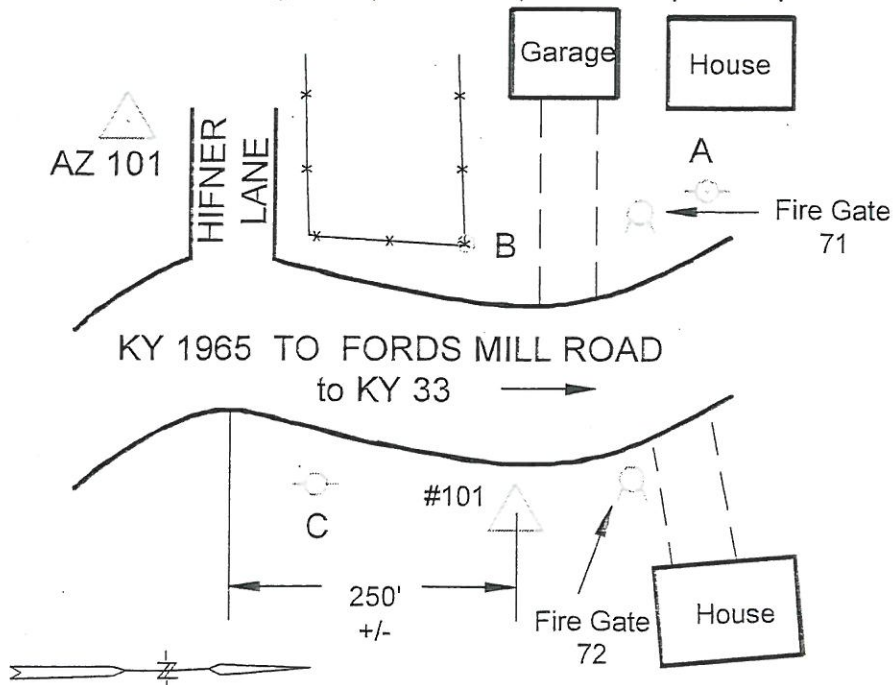 Garage
House
AZ 101
HIFNER
LANE
A
Fire Gate
71
B
KY 1965 TO FORDS MILL ROAD
to KY 33
#101
C
250'
+/-
Fire Gate
72
House
N